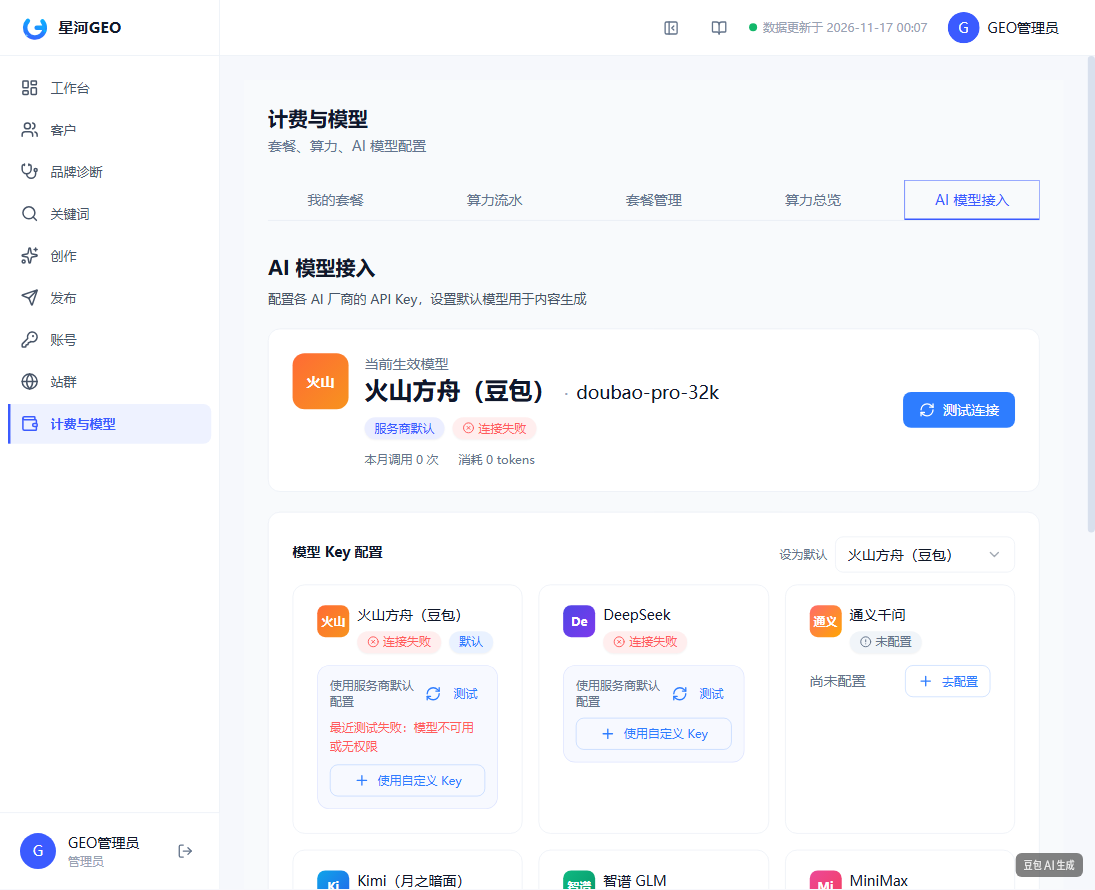 星河GEO
数据更新于 2026-11-17 00:07
G
GEO管理员
工作台
客户
品牌诊断
关键词
创作
发布
账号
站群
计费与模型
计费与模型
套餐、算力、AI 模型配置
我的套餐
算力流水
套餐管理
算力总览
AI 模型接入
AI 模型接入
配置各 AI 厂商的 API Key，设置默认模型用于内容生成
火山
当前生效模型
火山方舟（豆包） · doubao-pro-32k
服务商默认 连接失败
本月调用 0 次 消耗 0 tokens
测试连接
模型 Key 配置
设为默认 火山方舟（豆包）
火山
火山方舟（豆包）
连接失败 默认
使用服务商默认
配置
测试
最近测试失败：模型不可用
或无权限
使用自定义 Key
De
DeepSeek
连接失败
使用服务商默认
配置
测试
使用自定义 Key
通义
通义千问
未配置
尚未配置
去配置
Ki
Kimi（月之暗面）
智谱
智谱 GLM
Mi
MiniMax
G
GEO管理员
管理员
豆包 AI 生成